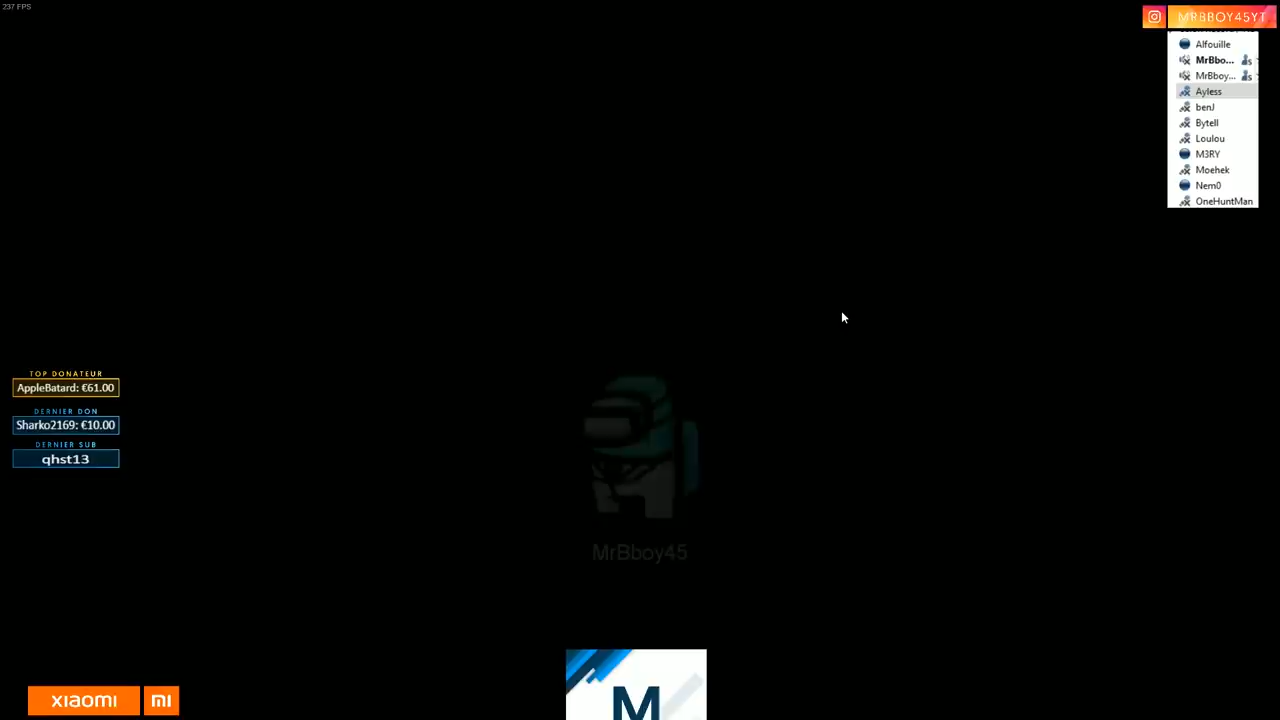 237 FPS
MRBBOY45YT
Alfouille
MrBbo...
MrBboy...
Ayless
benJ
Bytell
Loulou
M3RY
Moehek
Nem0
OneHuntMan
TOP DONATEUR
AppleBatard: €61.00
DERNIER DON
Sharko2169: €10.00
DERNIER SUB
qhst13
MrBboy45
xiaomi
mi
M